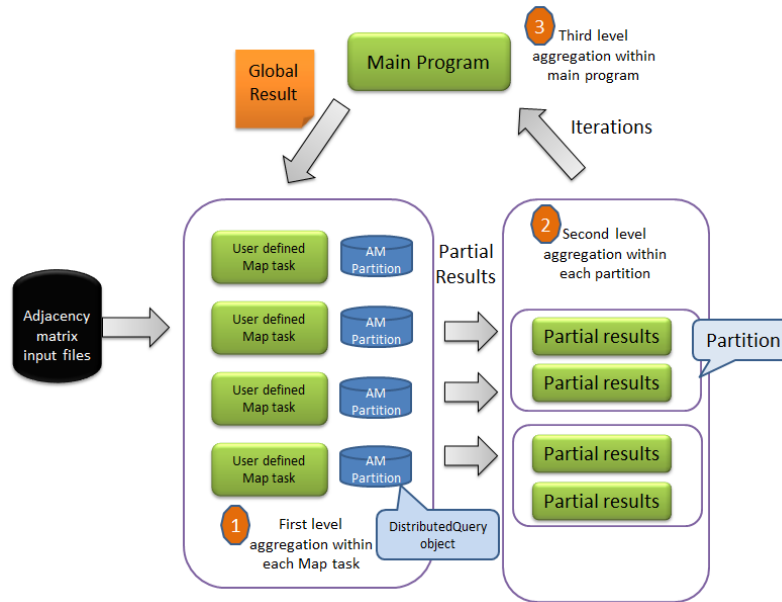 3
Third level
aggregation within
main program
Main Program
Global
Result
Iterations
Adjacency
matrix
input files
User defined
Map task
AM
Partition
User defined
Map task
AM
Partition
User defined
Map task
AM
Partition
User defined
Map task
AM
Partition
1
First level
aggregation within
each Map task
DistributedQuery
object
Partial
Results
2
Second level
aggregation within
each partition
Partial results
Partial results
Partition
Partial results
Partial results